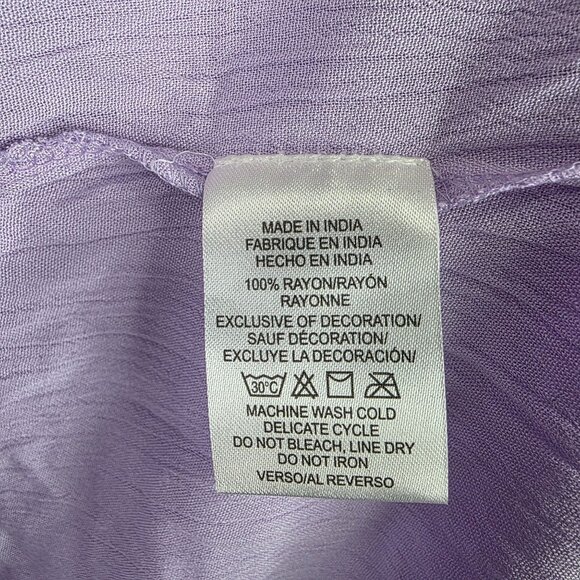 MADE IN INDIA
FABRIQUE EN INDIA
HECHO EN INDIA
100% RAYON/RAYÓN
RAYONNE
EXCLUSIVE OF DECORATION/
SAUF DÉCORATION/
EXCLUYE LA DECORACIÓN/
30°C
MACHINE WASH COLD
DELICATE CYCLE
DO NOT BLEACH, LINE DRY
DO NOT IRON
VERSO/AL REVERSO